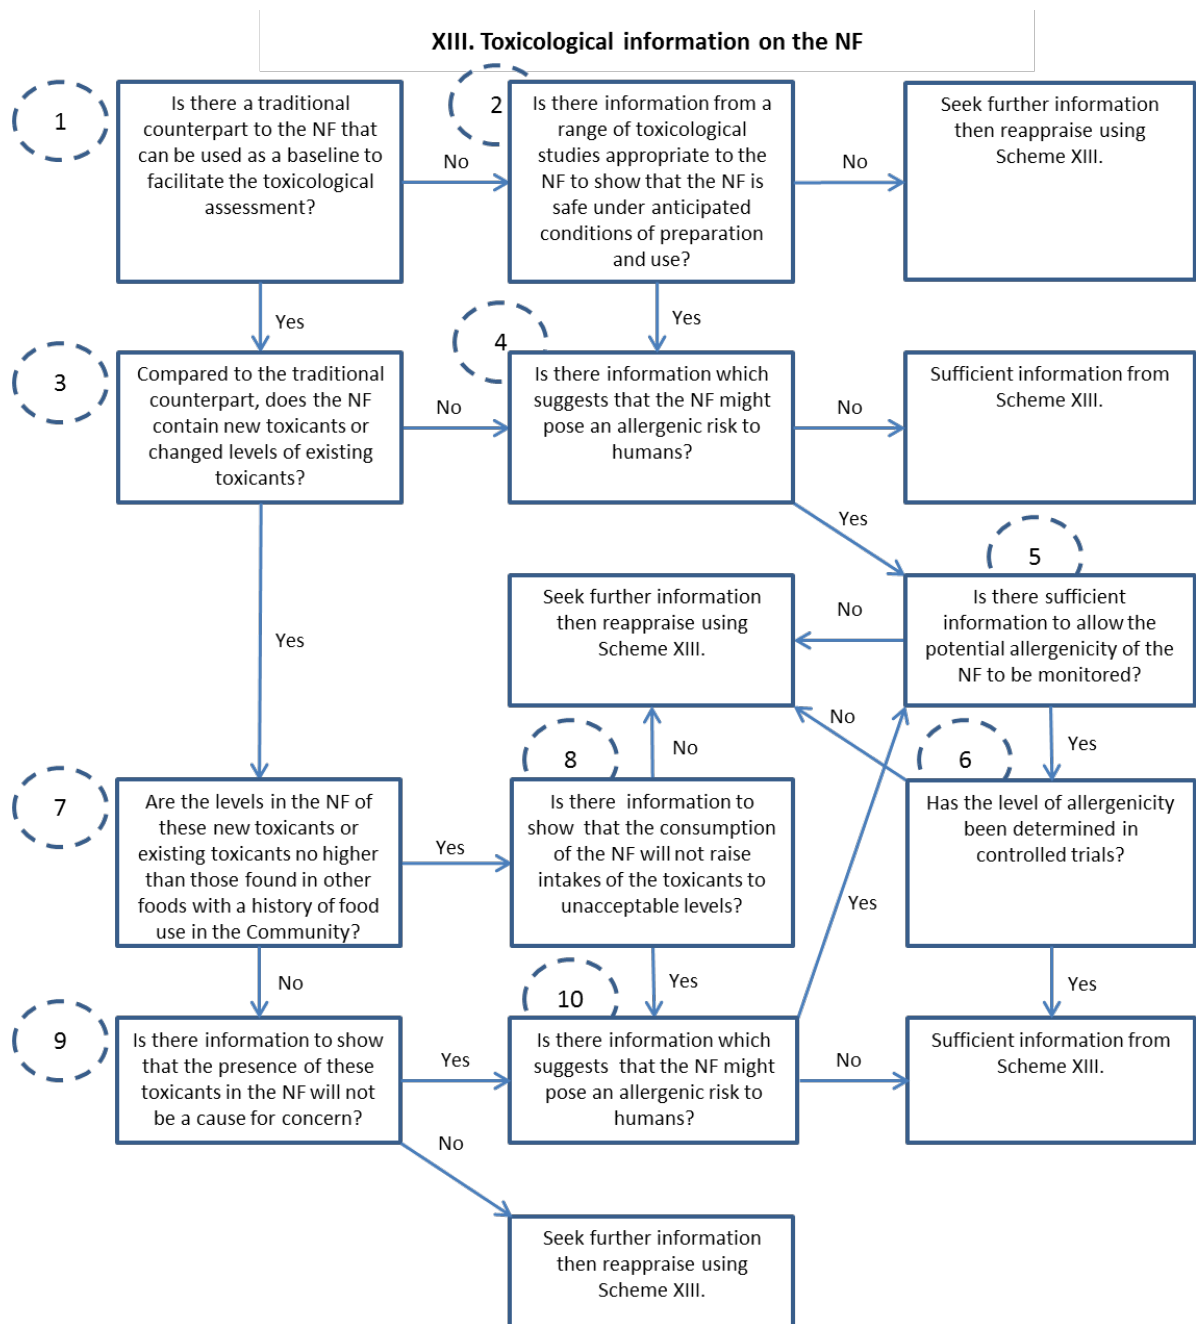 XIII. Toxicological information on the NF
1
Is there a traditional
counterpart to the NF that
can be used as a baseline to
facilitate the toxicological
assessment?
No
2
Is there information from a
range of toxicological
studies appropriate to the
NF to show that the NF is
safe under anticipated
conditions of preparation
and use?
No
Seek further information
then reappraise using
Scheme XIII.
Yes
Yes
3
Compared to the traditional
counterpart, does the NF
contain new toxicants or
changed levels of existing
toxicants?
No
4
Is there information which
suggests that the NF might
pose an allergenic risk to
humans?
No
Sufficient information from
Scheme XIII.
Yes
Yes
5
Is there sufficient
information to allow the
potential allergenicity of the
NF to be monitored?
No
Seek further information
then reappraise using
Scheme XIII.
No
Yes
6
Has the level of allergenicity
been determined in
controlled trials?
7
Are the levels in the NF of
these new toxicants or
existing toxicants no higher
than those found in other
foods with a history of food
use in the Community?
Yes
No
8
Is there information to
show that the consumption
of the NF will not raise
intakes of the toxicants to
unacceptable levels?
Yes
No
Yes
Yes
9
Is there information to show
that the presence of these
toxicants in the NF will not
be a cause for concern?
Yes
10
Is there information which
suggests that the NF might
pose an allergenic risk to
humans?
No
Sufficient information from
Scheme XIII.
No
Seek further information
then reappraise using
Scheme XIII.